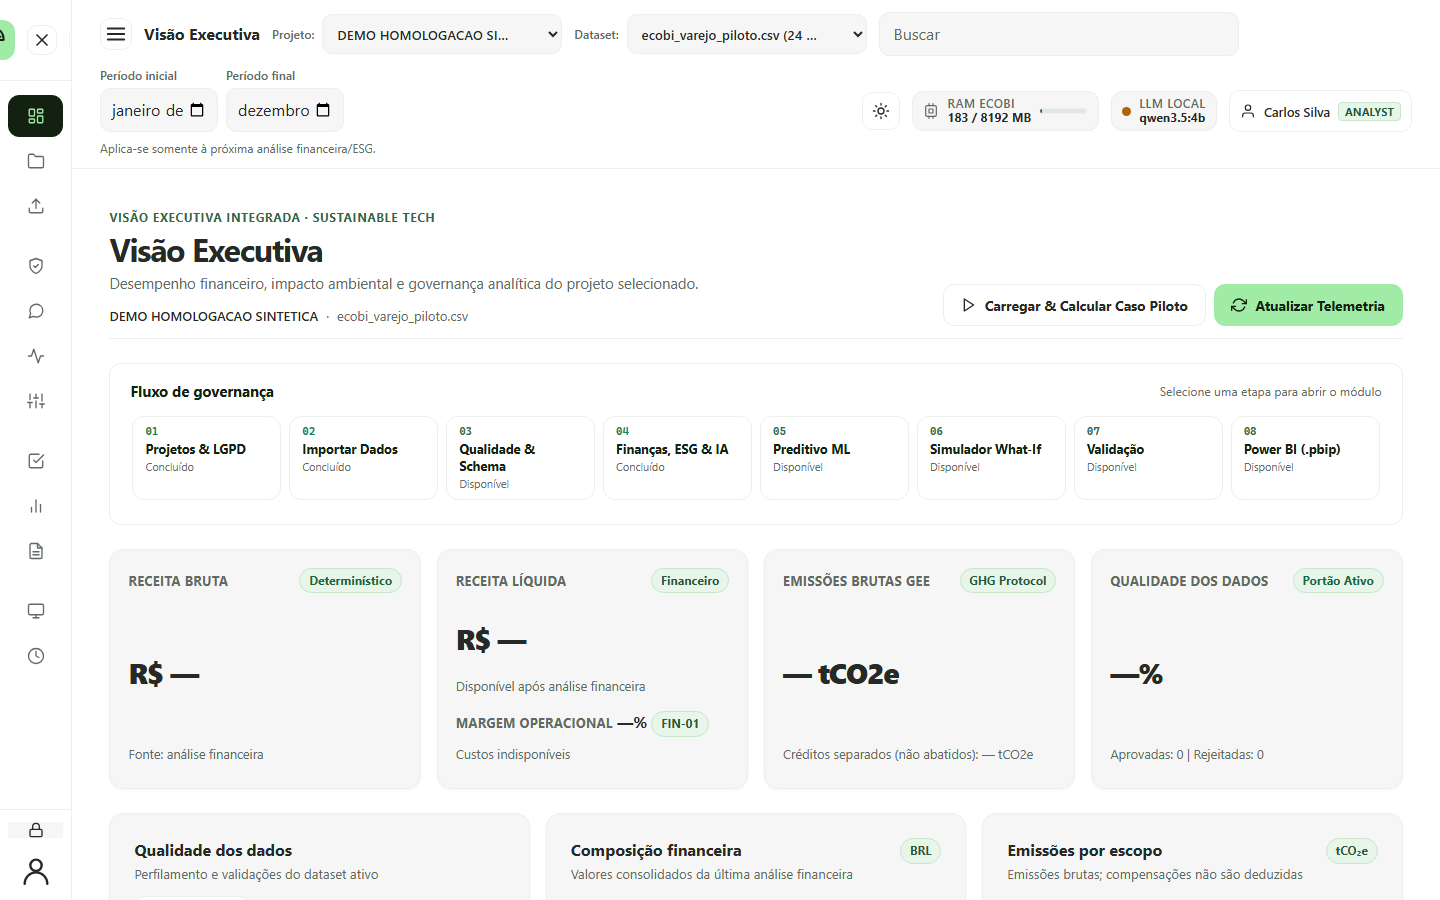 Visão Executiva
Projeto:
DEMO HOMOLOGACAO SI...
Dataset:
ecobi_varejo_piloto.csv (24 ...
Buscar
Período inicial
Período final
janeiro de
dezembro
RAM ECOBI
183 / 8192 MB
LLM LOCAL
qwen3.5:4b
Carlos Silva
ANALYST
Aplica-se somente à próxima análise financeira/ESG.
VISÃO EXECUTIVA INTEGRADA · SUSTAINABLE TECH
Visão Executiva
Desempenho financeiro, impacto ambiental e governança analítica do projeto selecionado.
DEMO HOMOLOGACAO SINTETICA · ecobi_varejo_piloto.csv
Carregar & Calcular Caso Piloto
Atualizar Telemetria
Fluxo de governança
Selecione uma etapa para abrir o módulo
01
Projetos & LGPD
Concluído
02
Importar Dados
Concluído
03
Qualidade &
Schema
Disponível
04
Finanças, ESG & IA
Concluído
05
Preditivo ML
Disponível
06
Simulador What-If
Disponível
07
Validação
Disponível
08
Power BI (.pbip)
Disponível
RECEITA BRUTA
Determinístico
R$ —
Fonte: análise financeira
RECEITA LÍQUIDA
Financeiro
R$ —
Disponível após análise financeira
MARGEM OPERACIONAL —% FIN-01
Custos indisponíveis
EMISSÕES BRUTAS GEE
GHG Protocol
— tCO2e
Créditos separados (não abatidos): — tCO2e
QUALIDADE DOS DADOS
Portão Ativo
—%
Aprovadas: 0 | Rejeitadas: 0
Qualidade dos dados
Perfilamento e validações do dataset ativo
Composição financeira
BRL
Valores consolidados da última análise financeira
Emissões por escopo
tCO₂e
Emissões brutas; compensações não são deduzidas